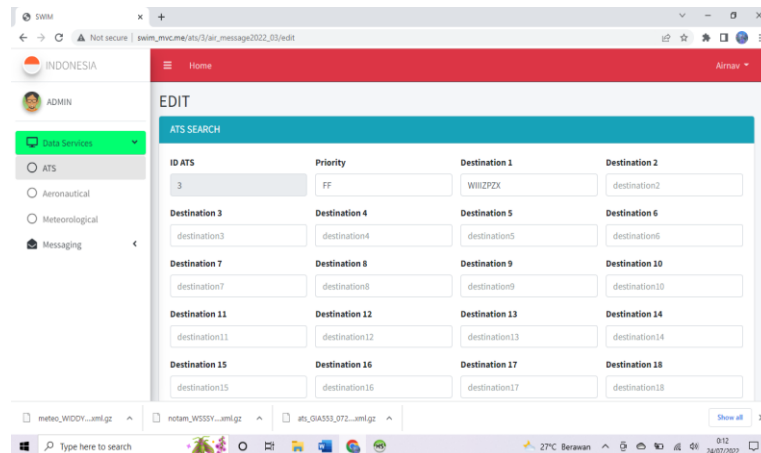 SWIM
Not secure | swim_mvc.me/ats/3/air_message2022_03/edit
INDONESIA
Home
Airnav
ADMIN
EDIT
Data Services
ATS SEARCH
ATS
Aeronautical
Meteorological
Messaging
ID ATS Priority Destination 1 Destination 2
3 FF WIIIZPZX destination2
Destination 3 Destination 4 Destination 5 Destination 6
destination3 destination4 destination5 destination6
Destination 7 Destination 8 Destination 9 Destination 10
destination7 destination8 destination9 destination10
Destination 11 Destination 12 Destination 13 Destination 14
destination11 destination12 destination13 destination14
Destination 15 Destination 16 Destination 17 Destination 18
destination15 destination16 destination17 destination18
meteo_WIDDY....xml.gz notam_WSSSY....xml.gz ats_GIA553_072....xml.gz Show all
Type here to search
27°C Berawan
0:12
24/07/2022